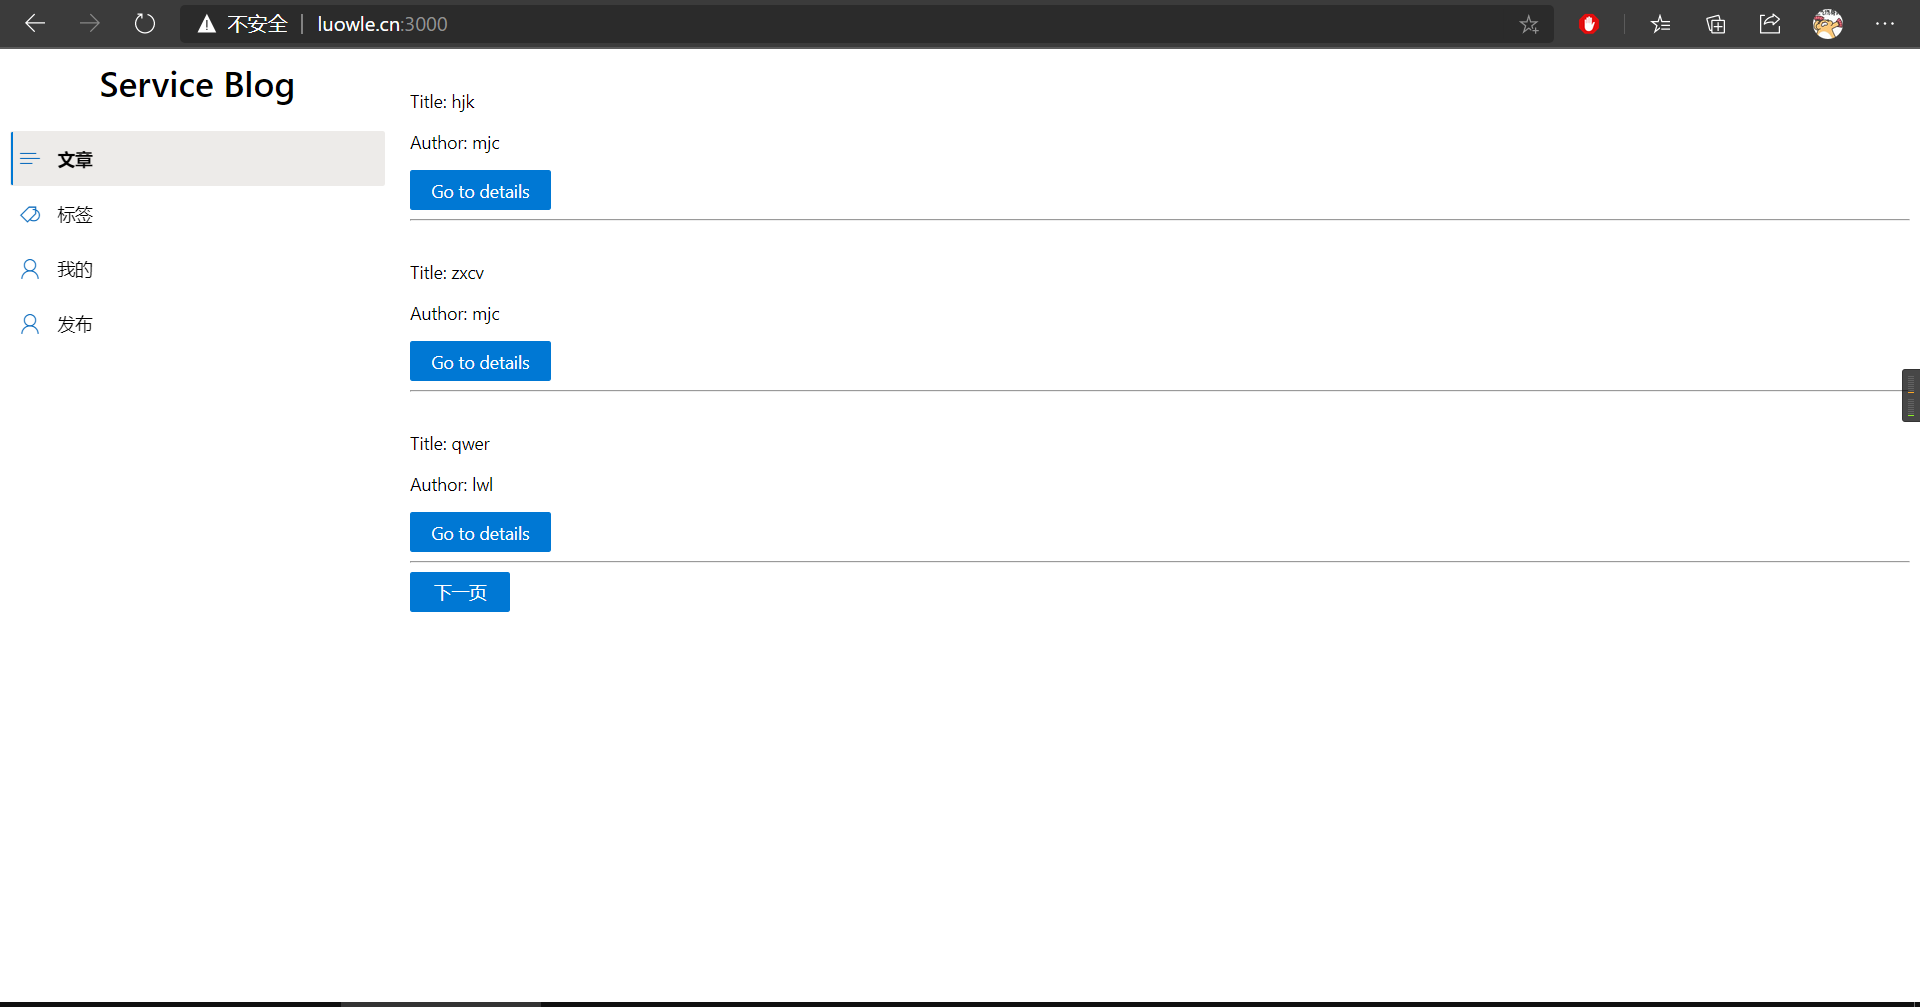 不安全 | luowle.cn:3000
Service Blog
文章
标签
我的
发布
Title: hjk
Author: mjc
Go to details
Title: zxcv
Author: mjc
Go to details
Title: qwer
Author: lwl
Go to details
下一页